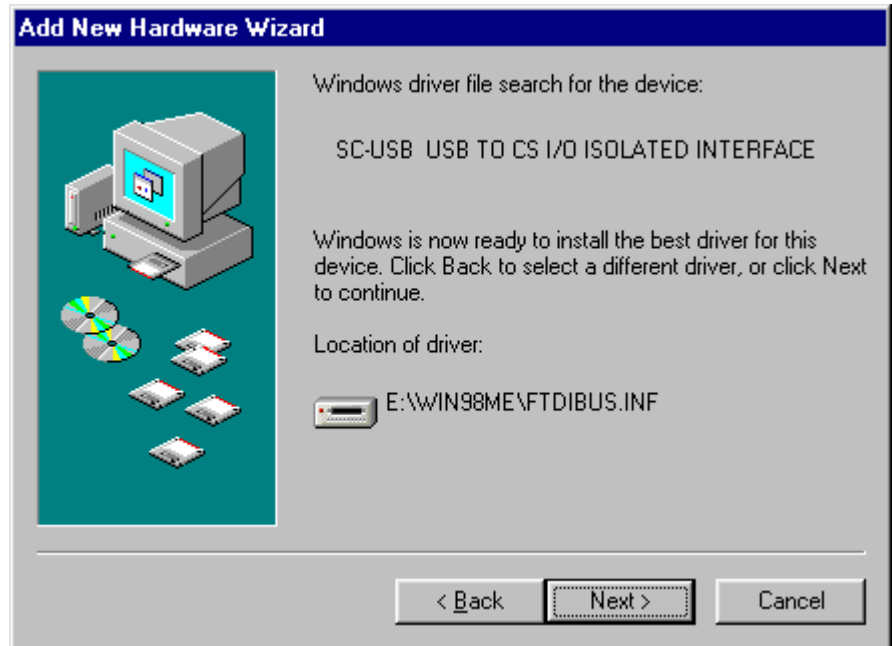 Add New Hardware Wizard
Windows driver file search for the device:
SC-USB  USB TO CS I/O ISOLATED INTERFACE
Windows is now ready to install the best driver for this
device. Click Back to select a different driver, or click Next
to continue.
Location of driver:
E:\WIN98ME\FTDIBUS.INF
< Back
Next >
Cancel